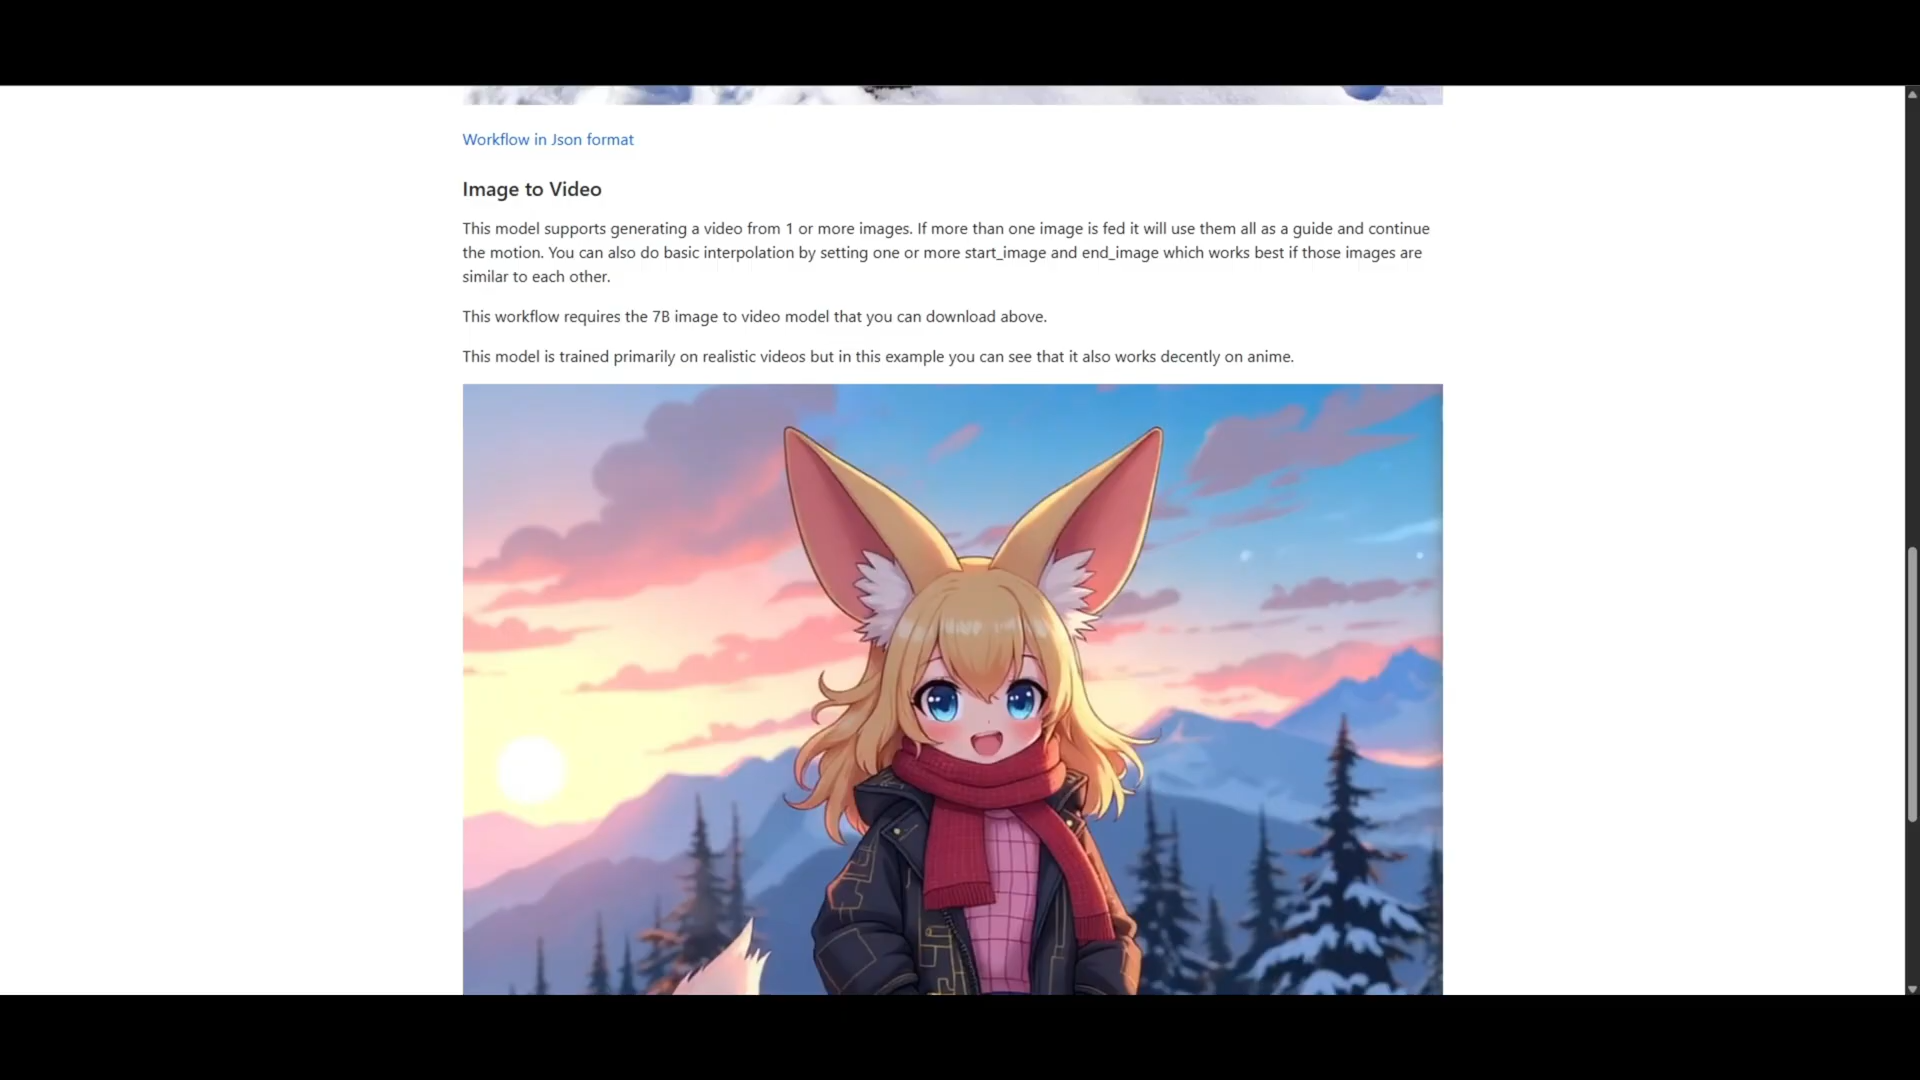 Workflow in Json format
Image to Video
This model supports generating a video from 1 or more images. If more than one image is fed it will use them all as a guide and continue
the motion. You can also do basic interpolation by setting one or more start_image and end_image which works best if those images are
similar to each other.
This workflow requires the 7B image to video model that you can download above.
This model is trained primarily on realistic videos but in this example you can see that it also works decently on anime.